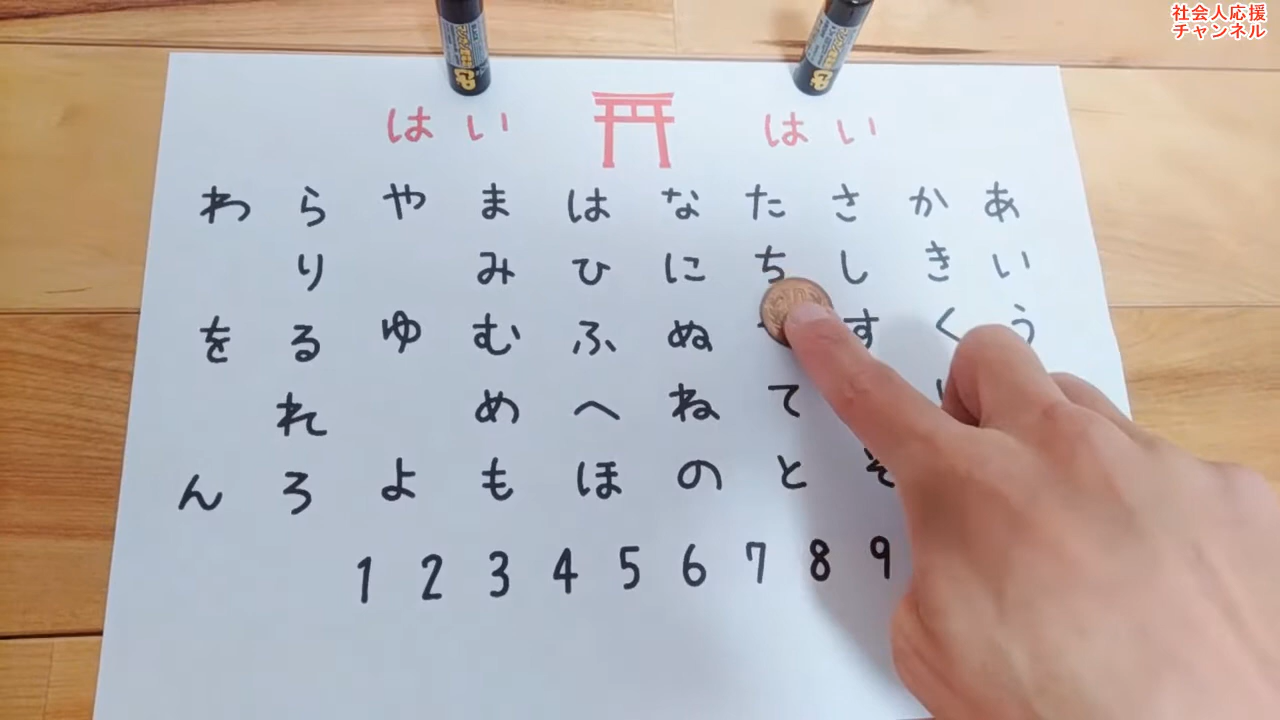 社会人応援
チャンネル
はい はい
わ ら や ま は な た さ か あ
り み ひ に ち し き い
を る ゆ む ふ ぬ す く う
れ め へ ね て
ん ろ よ も ほ の と そ
1 2 3 4 5 6 7 8 9